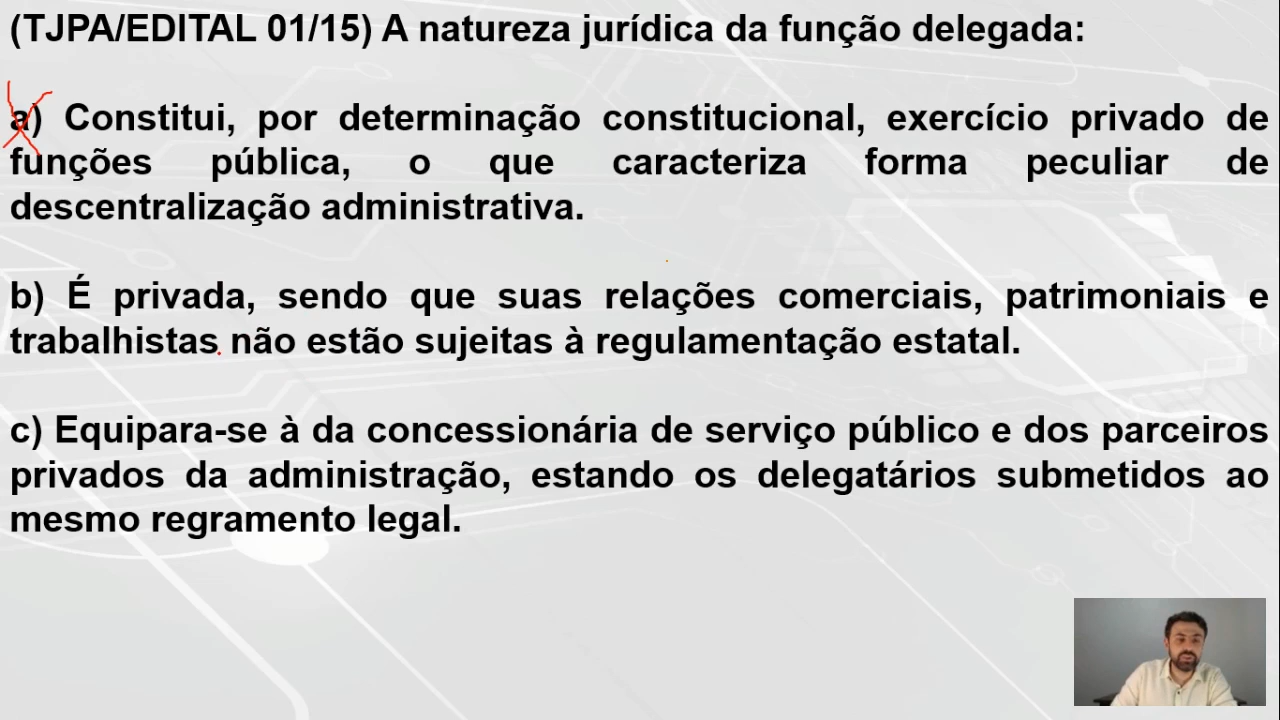 (TJPA/EDITAL 01/15) A natureza jurídica da função delegada:
a) Constitui, por determinação constitucional, exercício privado de
funções pública, o que caracteriza forma peculiar de
descentralização administrativa.
b) É privada, sendo que suas relações comerciais, patrimoniais e
trabalhistas não estão sujeitas à regulamentação estatal.
c) Equipara-se à da concessionária de serviço público e dos parceiros
privados da administração, estando os delegatários submetidos ao
mesmo regramento legal.